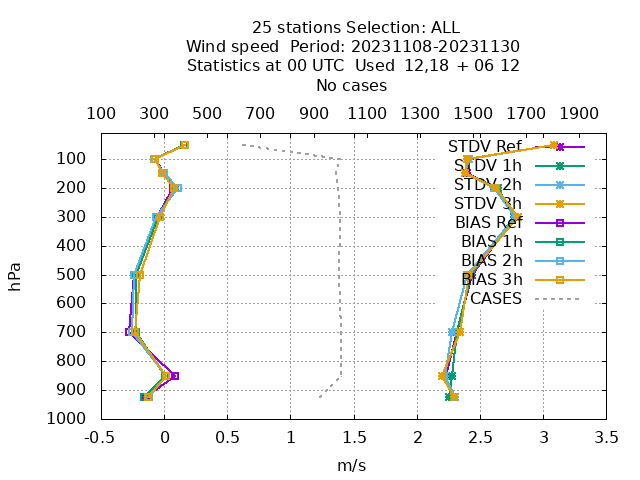 25 stations Selection: ALL
Wind speed  Period: 20231108-20231130
Statistics at 00 UTC  Used  12,18 + 06 12
No cases
100 300 500 700 900 1100 1300 1500 1700 1900
STDV Ref
STDV 1h
STDV 2h
STDV 3h
BIAS Ref
BIAS 1h
BIAS 2h
BIAS 3h
CASES
100
200
300
400
500
600
700
800
900
1000
hPa
-0.5 0 0.5 1 1.5 2 2.5 3 3.5
m/s